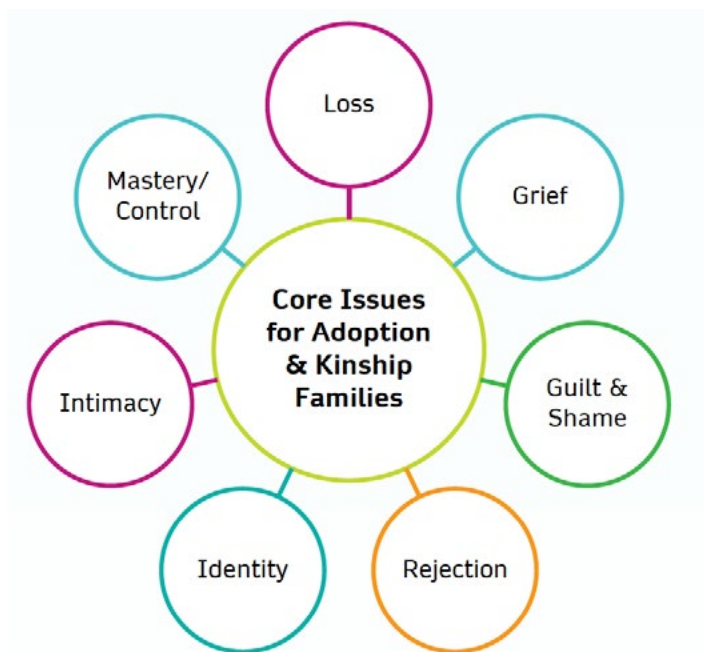 Loss
Mastery/
Control
Grief
Core Issues
for Adoption
& Kinship
Families
Intimacy
Guilt &
Shame
Identity
Rejection